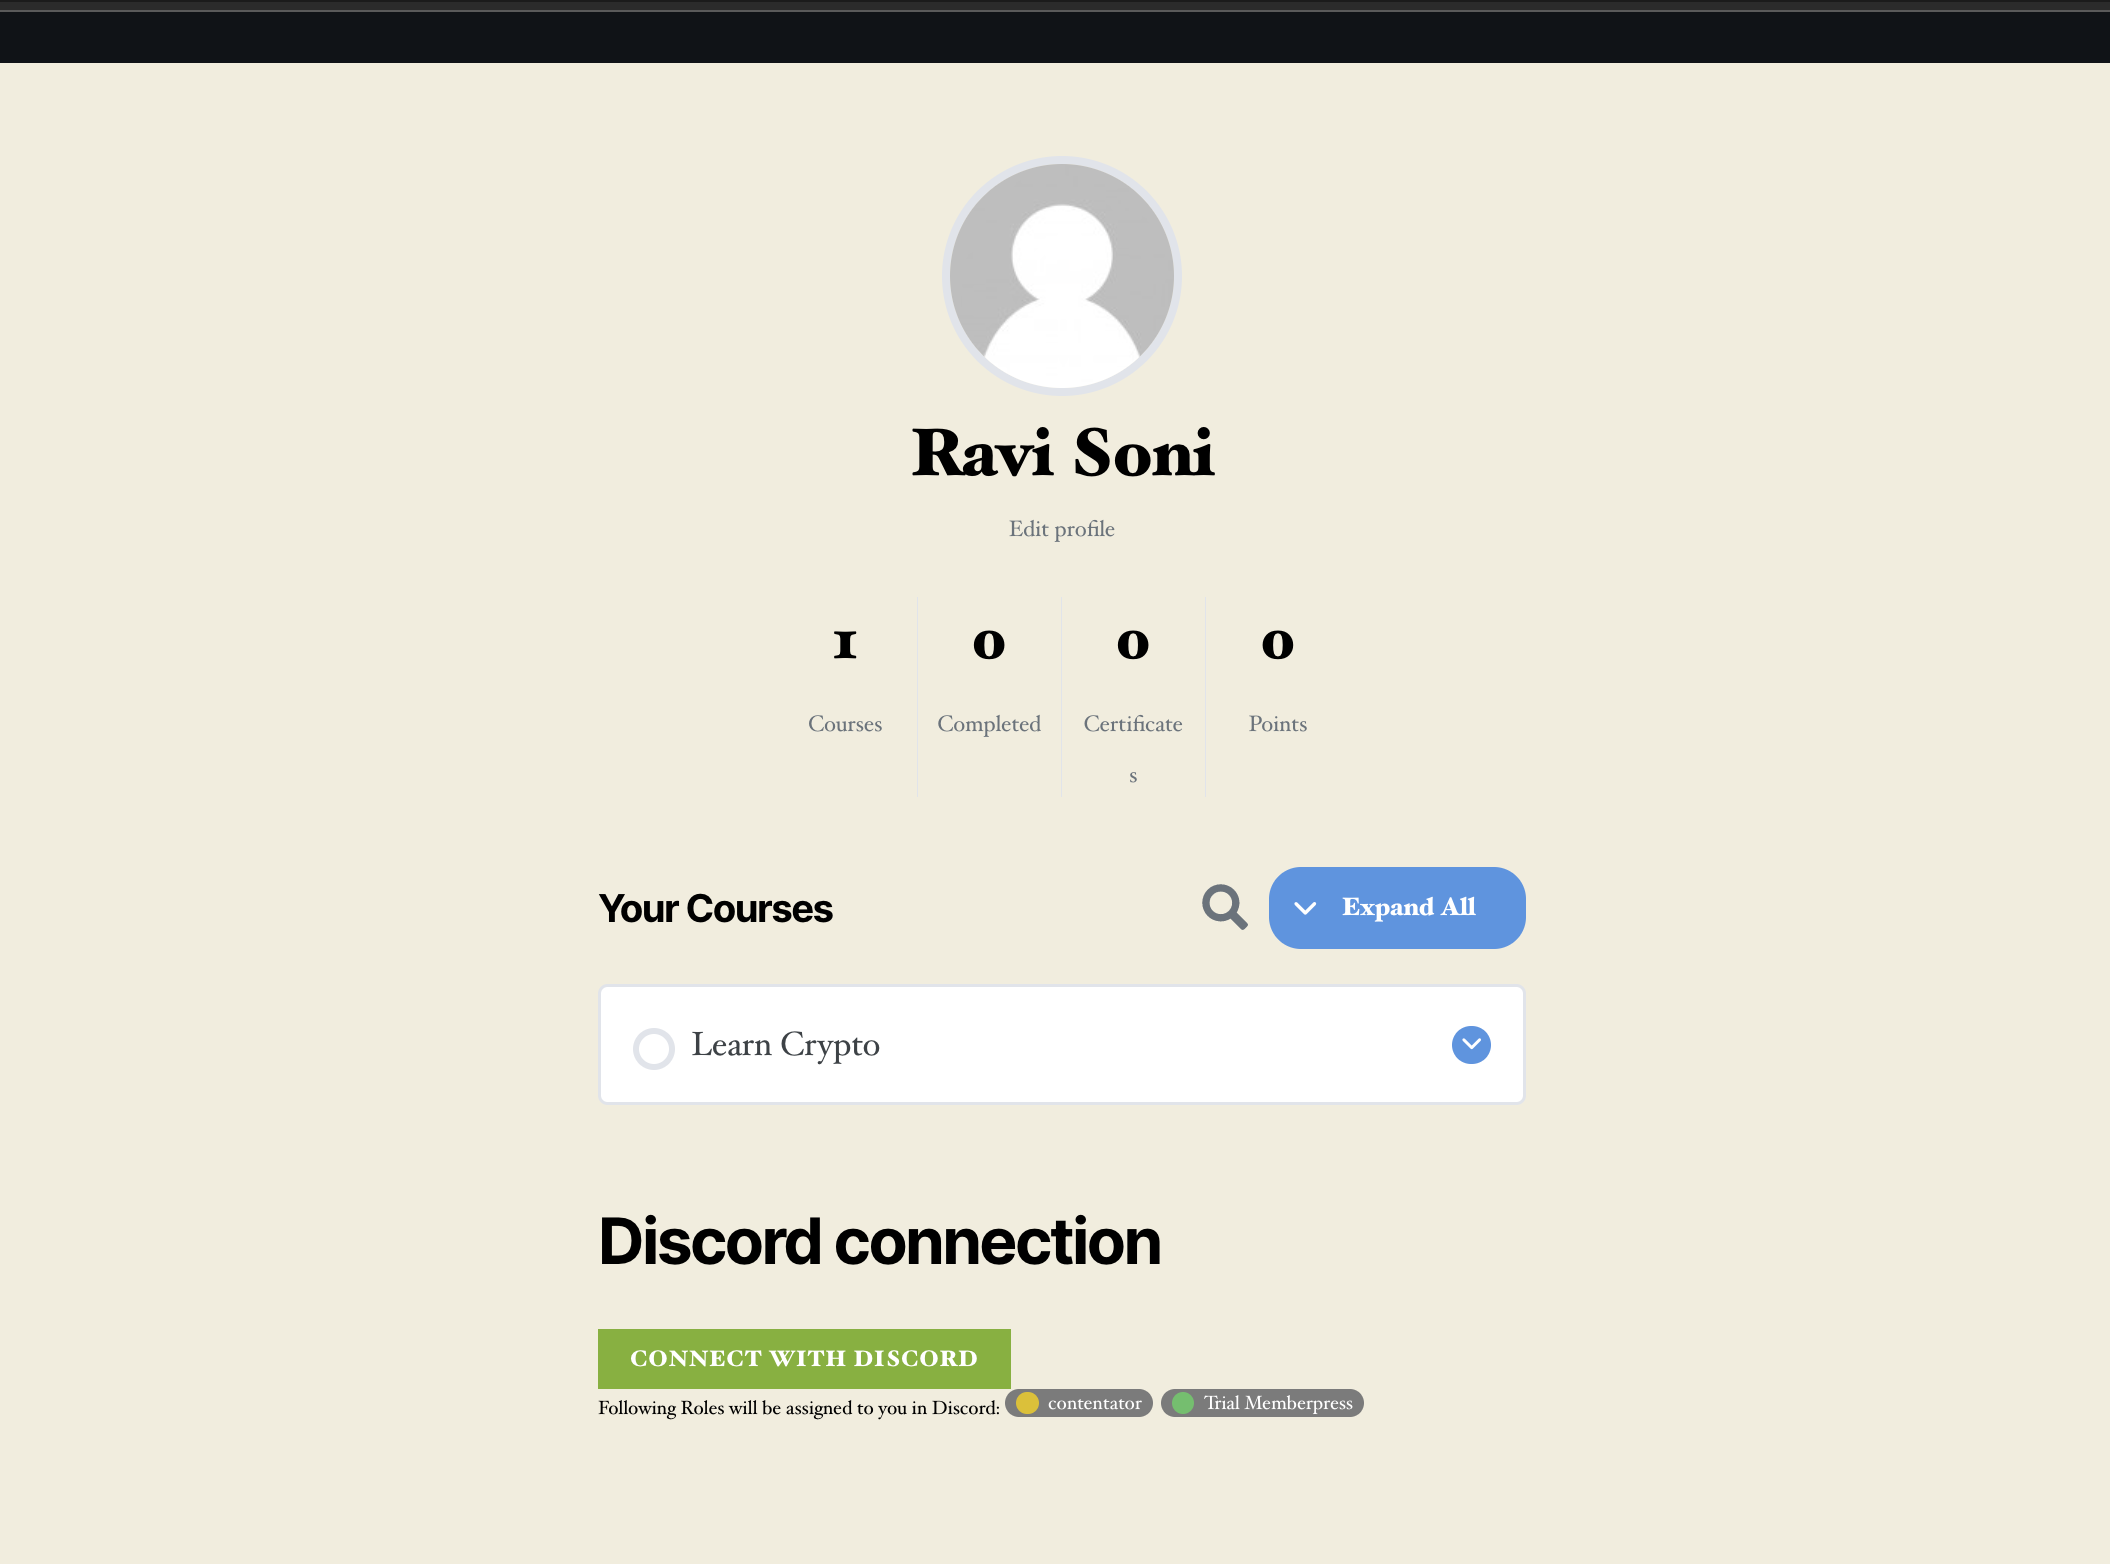 Ravi Soni
Edit profile
1 0 0 0
Courses Completed Certificate Points
s
Your Courses
Expand All
Learn Crypto
Discord connection
CONNECT WITH DISCORD
Following Roles will be assigned to you in Discord: contentator Trial Memberpress